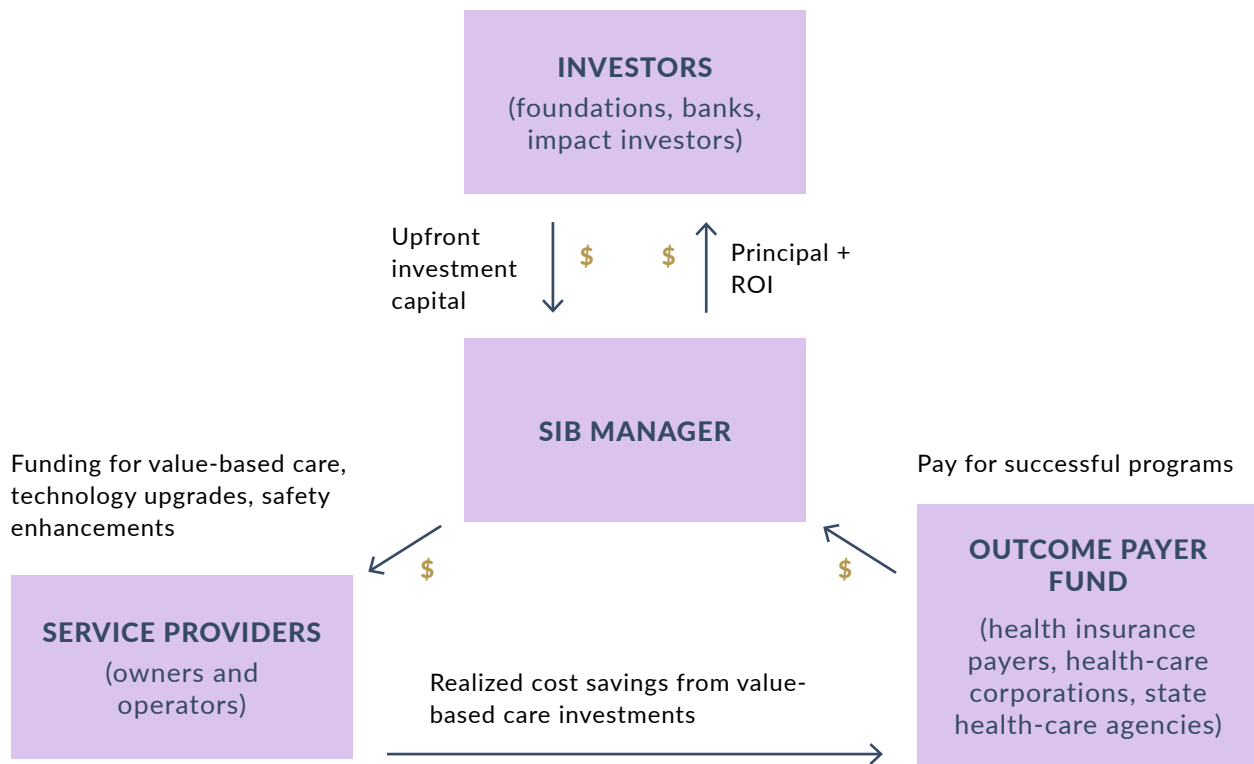 INVESTORS
(foundations, banks,
impact investors)
Upfront
investment
capital
$
$
Principal +
ROI
SIB MANAGER
Funding for value-based care,
technology upgrades, safety
enhancements
$
SERVICE PROVIDERS
(owners and
operators)
Pay for successful programs
$
OUTCOME PAYER
FUND
(health insurance
payers, health-care
corporations, state
health-care agencies)
Realized cost savings from value-
based care investments